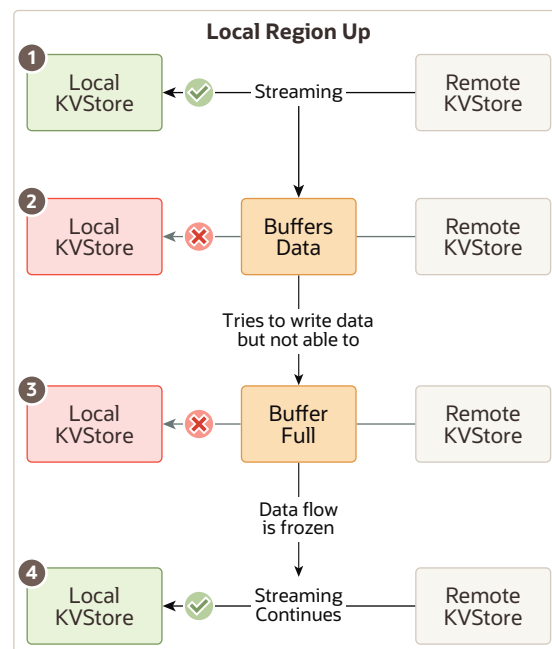 Local Region Up
1
Local
KVStore
Streaming
Remote
KVStore
2
Local
KVStore
Buffers
Data
Remote
KVStore
Tries to write data
but not able to
3
Local
KVStore
Buffer
Full
Remote
KVStore
Data flow
is frozen
4
Local
KVStore
Streaming
Continues
Remote
KVStore